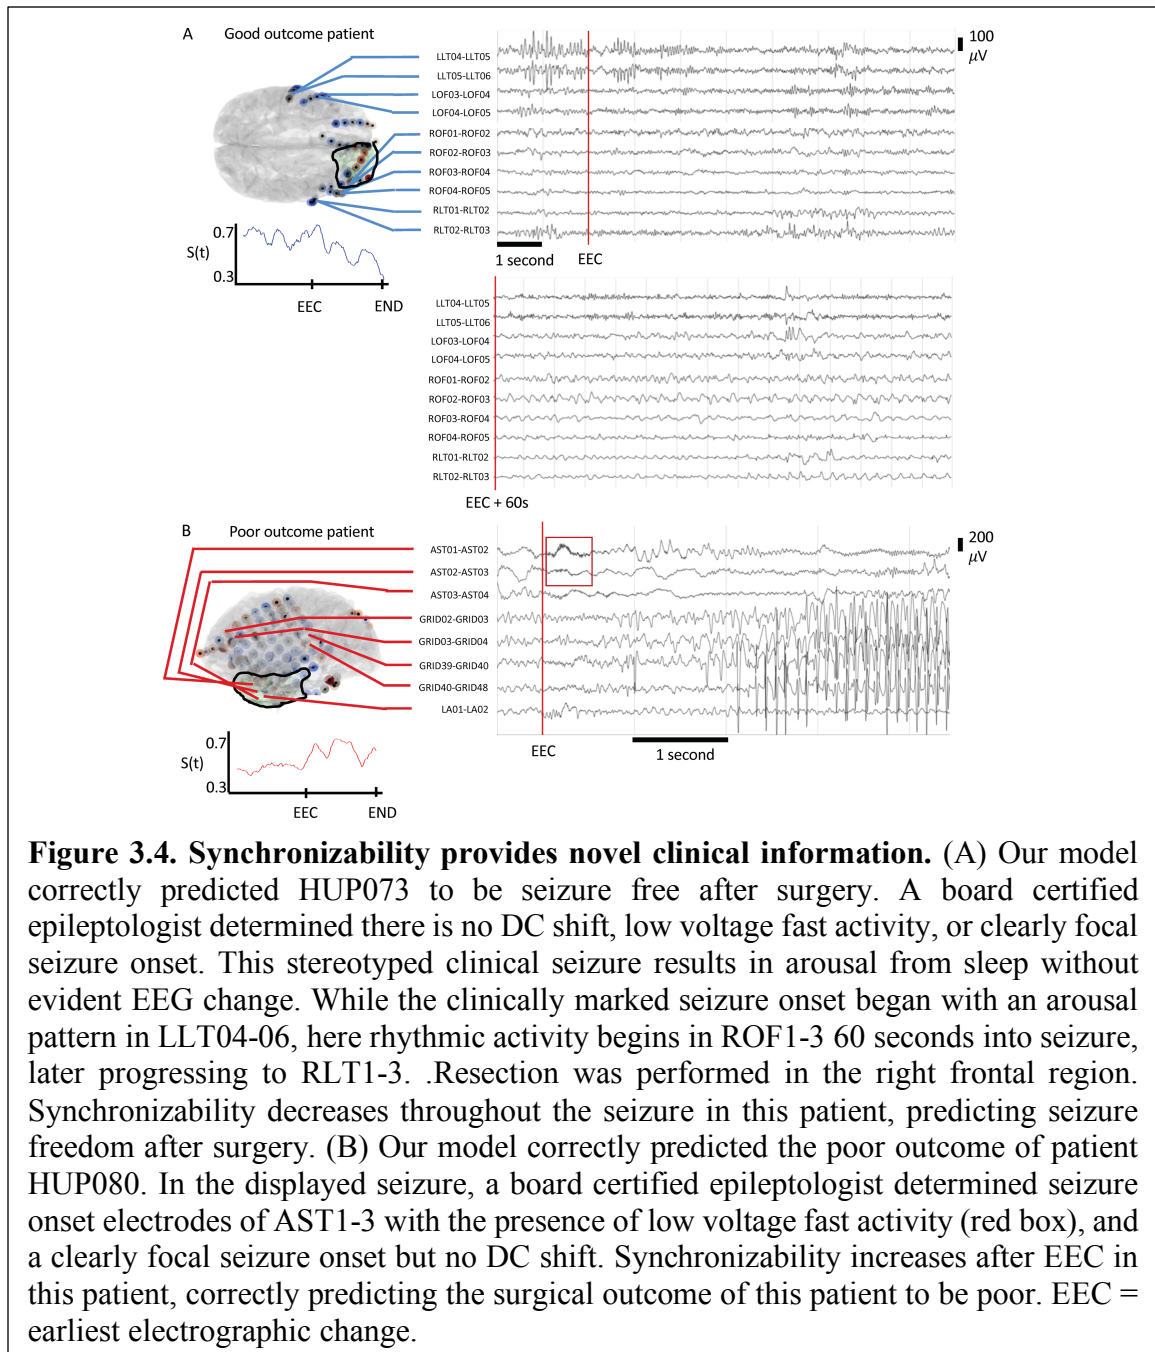 A Good outcome patient
100
μV
LLT04-LLT05
LLT05-LLT06
LOF03-LOF04
LOF04-LOF05
ROF01-ROF02
ROF02-ROF03
ROF03-ROF04
ROF04-ROF05
RLT01-RLT02
RLT02-RLT03
0.7
S(t)
0.3
EEC
END
1 second
EEC
LLT04-LLT05
LLT05-LLT06
LOF03-LOF04
LOF04-LOF05
ROF01-ROF02
ROF02-ROF03
ROF03-ROF04
ROF04-ROF05
RLT01-RLT02
RLT02-RLT03
EEC + 60s
B Poor outcome patient
200
μV
AST01-AST02
AST02-AST03
AST03-AST04
GRID02-GRID03
GRID03-GRID04
GRID39-GRID40
GRID40-GRID48
LA01-LA02
0.7
S(t)
0.3
EEC
END
EEC
1 second
Figure 3.4. Synchronizability provides novel clinical information. (A) Our model
correctly predicted HUP073 to be seizure free after surgery. A board certified
epileptologist determined there is no DC shift, low voltage fast activity, or clearly focal
seizure onset. This stereotyped clinical seizure results in arousal from sleep without
evident EEG change. While the clinically marked seizure onset began with an arousal
pattern in LLT04-06, here rhythmic activity begins in ROF1-3 60 seconds into seizure,
later progressing to RLT1-3. .Resection was performed in the right frontal region.
Synchronizability decreases throughout the seizure in this patient, predicting seizure
freedom after surgery. (B) Our model correctly predicted the poor outcome of patient
HUP080. In the displayed seizure, a board certified epileptologist determined seizure
onset electrodes of AST1-3 with the presence of low voltage fast activity (red box), and
a clearly focal seizure onset but no DC shift. Synchronizability increases after EEC in
this patient, correctly predicting the surgical outcome of this patient to be poor. EEC =
earliest electrographic change.